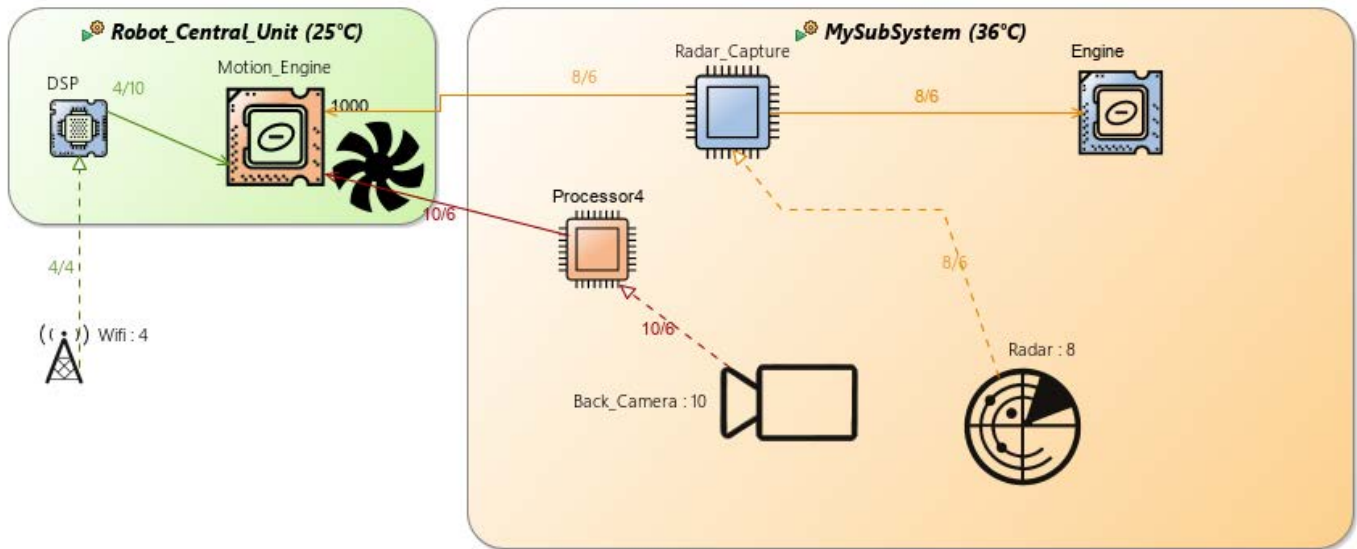 Robot_Central_Unit (25°C)
MySubSystem (36°C)
Radar_Capture
Engine
Motion_Engine
DSP
4/10
1000
8/6
8/6
Processor4
10/6
4/4
8/6
Wifi : 4
10/6
Radar : 8
Back_Camera : 10